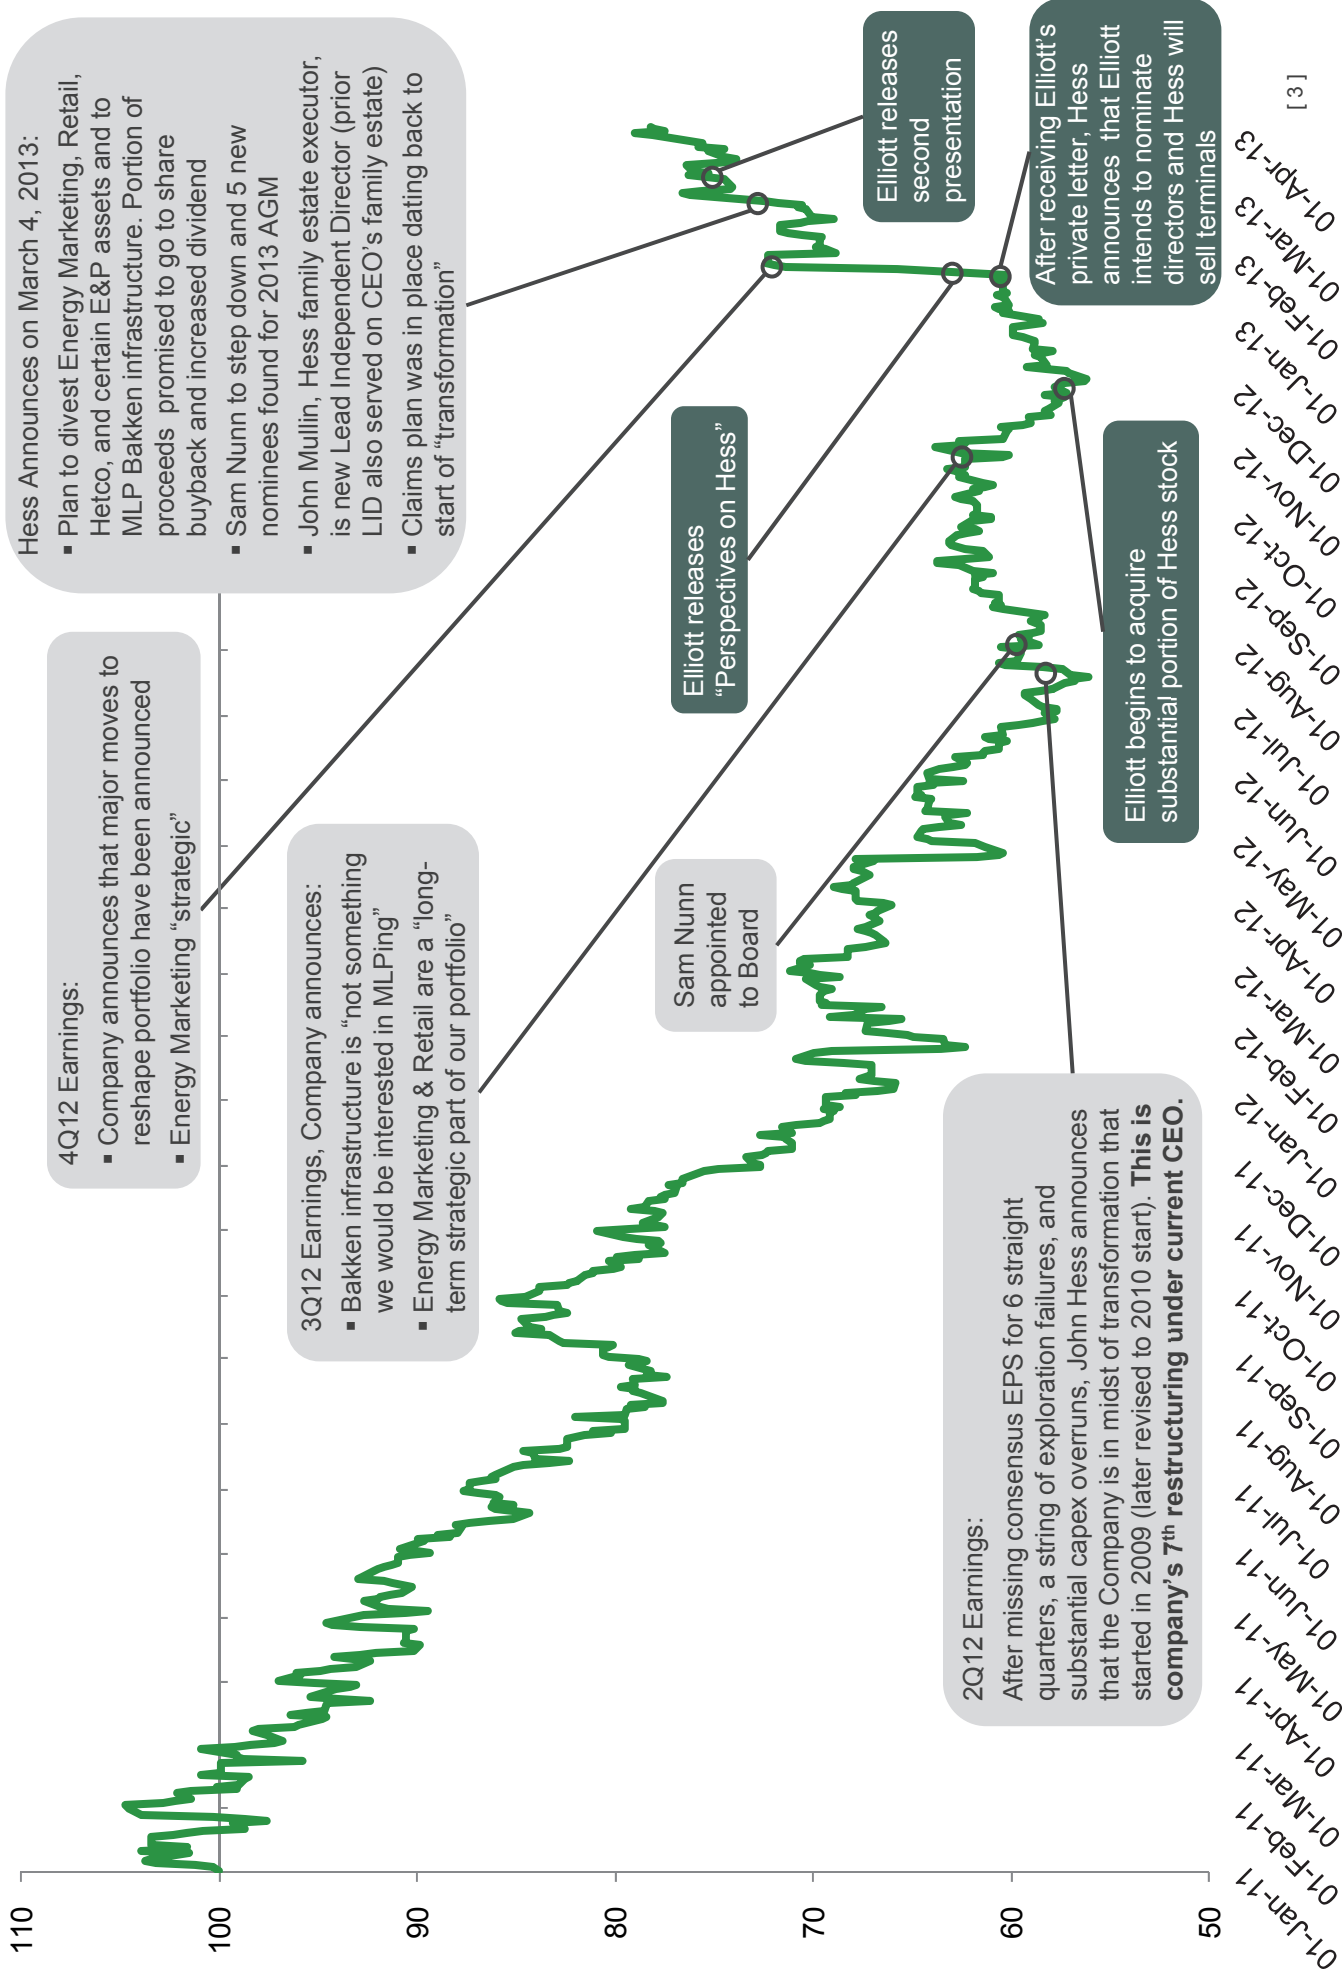 Hess Announces on March 4, 2013:
▪ Plan to divest Energy Marketing, Retail,
Hetco, and certain E&P assets and to
MLP Bakken infrastructure. Portion of
proceeds promised to go to share
buyback and increased dividend
▪ Sam Nunn to step down and 5 new
nominees found for 2013 AGM
▪ John Mullin, Hess family estate executor,
is new Lead Independent Director (prior
LID also served on CEO's family estate)
▪ Claims plan was in place dating back to
start of “transformation”
4Q12 Earnings:
▪ Company announces that major moves to
reshape portfolio have been announced
▪ Energy Marketing “strategic”
3Q12 Earnings, Company announces:
▪ Bakken infrastructure is “not something
we would be interested in MLPing”
▪ Energy Marketing & Retail are a “long-
term strategic part of our portfolio”
Sam Nunn
appointed
to Board
Elliott releases
“Perspectives on Hess”
Elliott releases
second
presentation
After receiving Elliott’s
private letter, Hess
announces that Elliott
intends to nominate
directors and Hess will
sell terminals
Elliott begins to acquire
substantial portion of Hess stock
2Q12 Earnings:
After missing consensus EPS for 6 straight
quarters, a string of exploration failures, and
substantial capex overruns, John Hess announces
that the Company is in midst of transformation that
started in 2009 (later revised to 2010 start). This is
company’s 7th restructuring under current CEO.
110
100
90
80
70
60
50
01-Jan-11
01-Feb-11
01-Mar-11
01-Apr-11
01-May-11
01-Jun-11
01-Jul-11
01-Aug-11
01-Sep-11
01-Oct-11
01-Nov-11
01-Dec-11
01-Jan-12
01-Feb-12
01-Mar-12
01-Apr-12
01-May-12
01-Jun-12
01-Jul-12
01-Aug-12
01-Sep-12
01-Oct-12
01-Nov-12
01-Dec-12
01-Jan-13
01-Feb-13
01-Mar-13
01-Apr-13
[ 3 ]